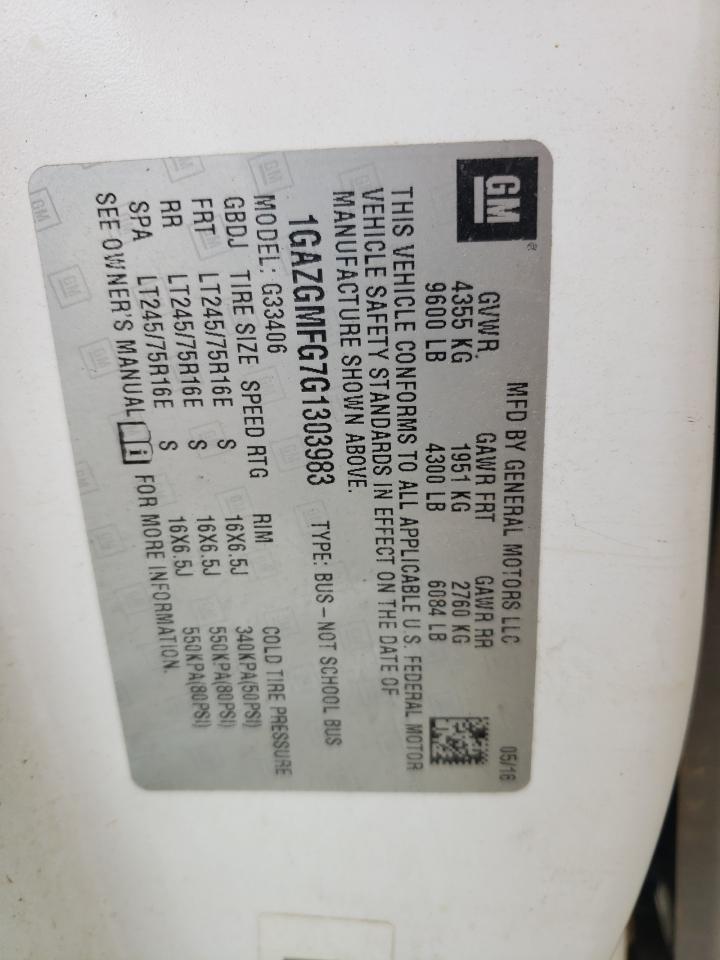 GM
MFD BY GENERAL MOTORS LLC 05/16
GVWR. GAWR FRT GAWR RR
4355 KG 1951 KG 2760 KG
9600 LB 4300 LB 6084 LB
THIS VEHICLE CONFORMS TO ALL APPLICABLE U.S. FEDERAL MOTOR
VEHICLE SAFETY STANDARDS IN EFFECT ON THE DATE OF
MANUFACTURE SHOWN ABOVE.
1GAZGMFG7G1303983 TYPE: BUS–NOT SCHOOL BUS
MODEL: G33406
GBDJ TIRE SIZE SPEED RTG RIM COLD TIRE PRESSURE
FRT LT245/75R16E S 16X6.5J 340KPA(50PSI)
RR LT245/75R16E S 16X6.5J 550KPA(80PSI)
SPA LT245/75R16E S 16X6.5J 550KPA(80PSI)
SEE OWNER'S MANUAL i FOR MORE INFORMATION.